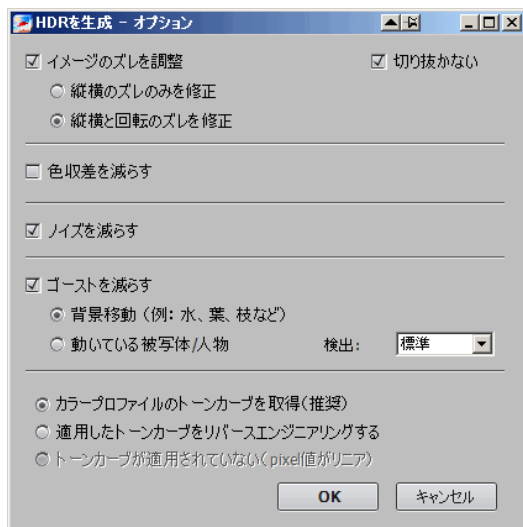 HDRを生成 - オプション
イメージのズレを調整 切り抜かない
縦横のズレのみを修正
縦横と回転のズレを修正
色収差を減らす
ノイズを減らす
ゴーストを減らす
背景移動（例: 水、葉、枝など）
動いている被写体/人物 検出: 標準
カラープロファイルのトーンカーブを取得(推奨)
適用したトーンカーブをリバースエンジニアリングする
トーンカーブが適用されていない( pixel値がリニア)
OK キャンセル